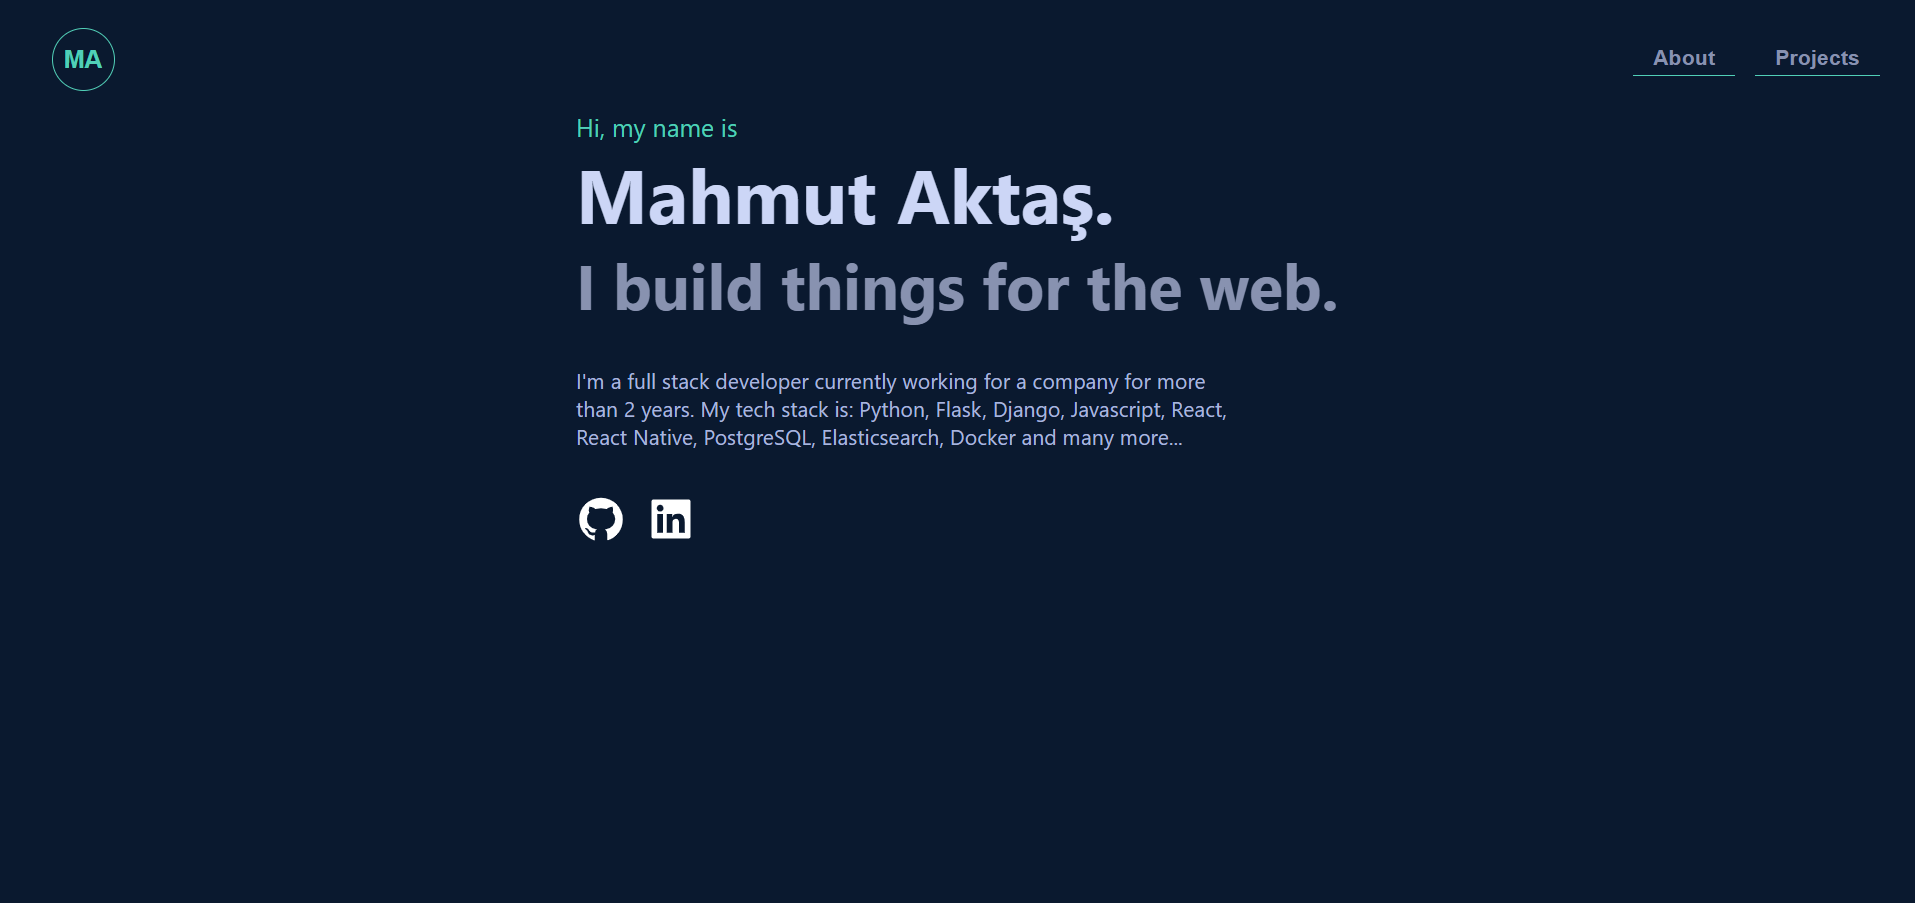 MA
About
Projects
Hi, my name is
Mahmut Aktaş.
I build things for the web.
I'm a full stack developer currently working for a company for more
than 2 years. My tech stack is: Python, Flask, Django, Javascript, React,
React Native, PostgreSQL, Elasticsearch, Docker and many more...
in